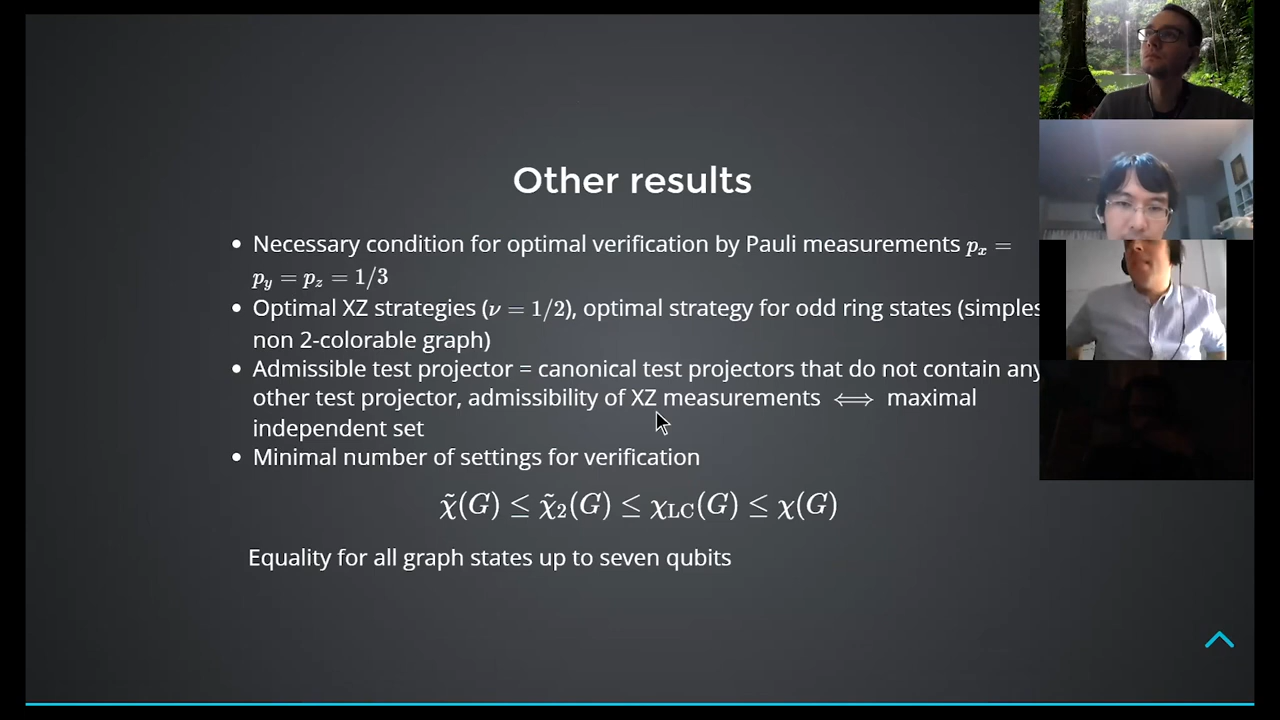 Other results
• Necessary condition for optimal verification by Pauli measurements pₓ =
p_y = p_z = 1/3
• Optimal XZ strategies (ν = 1/2), optimal strategy for odd ring states (simples
non 2-colorable graph)
• Admissible test projector = canonical test projectors that do not contain any
other test projector, admissibility of XZ measurements ⟺ maximal
independent set
• Minimal number of settings for verification
χ̃(G) ≤ χ̃₂(G) ≤ χ_LC(G) ≤ χ(G)
Equality for all graph states up to seven qubits